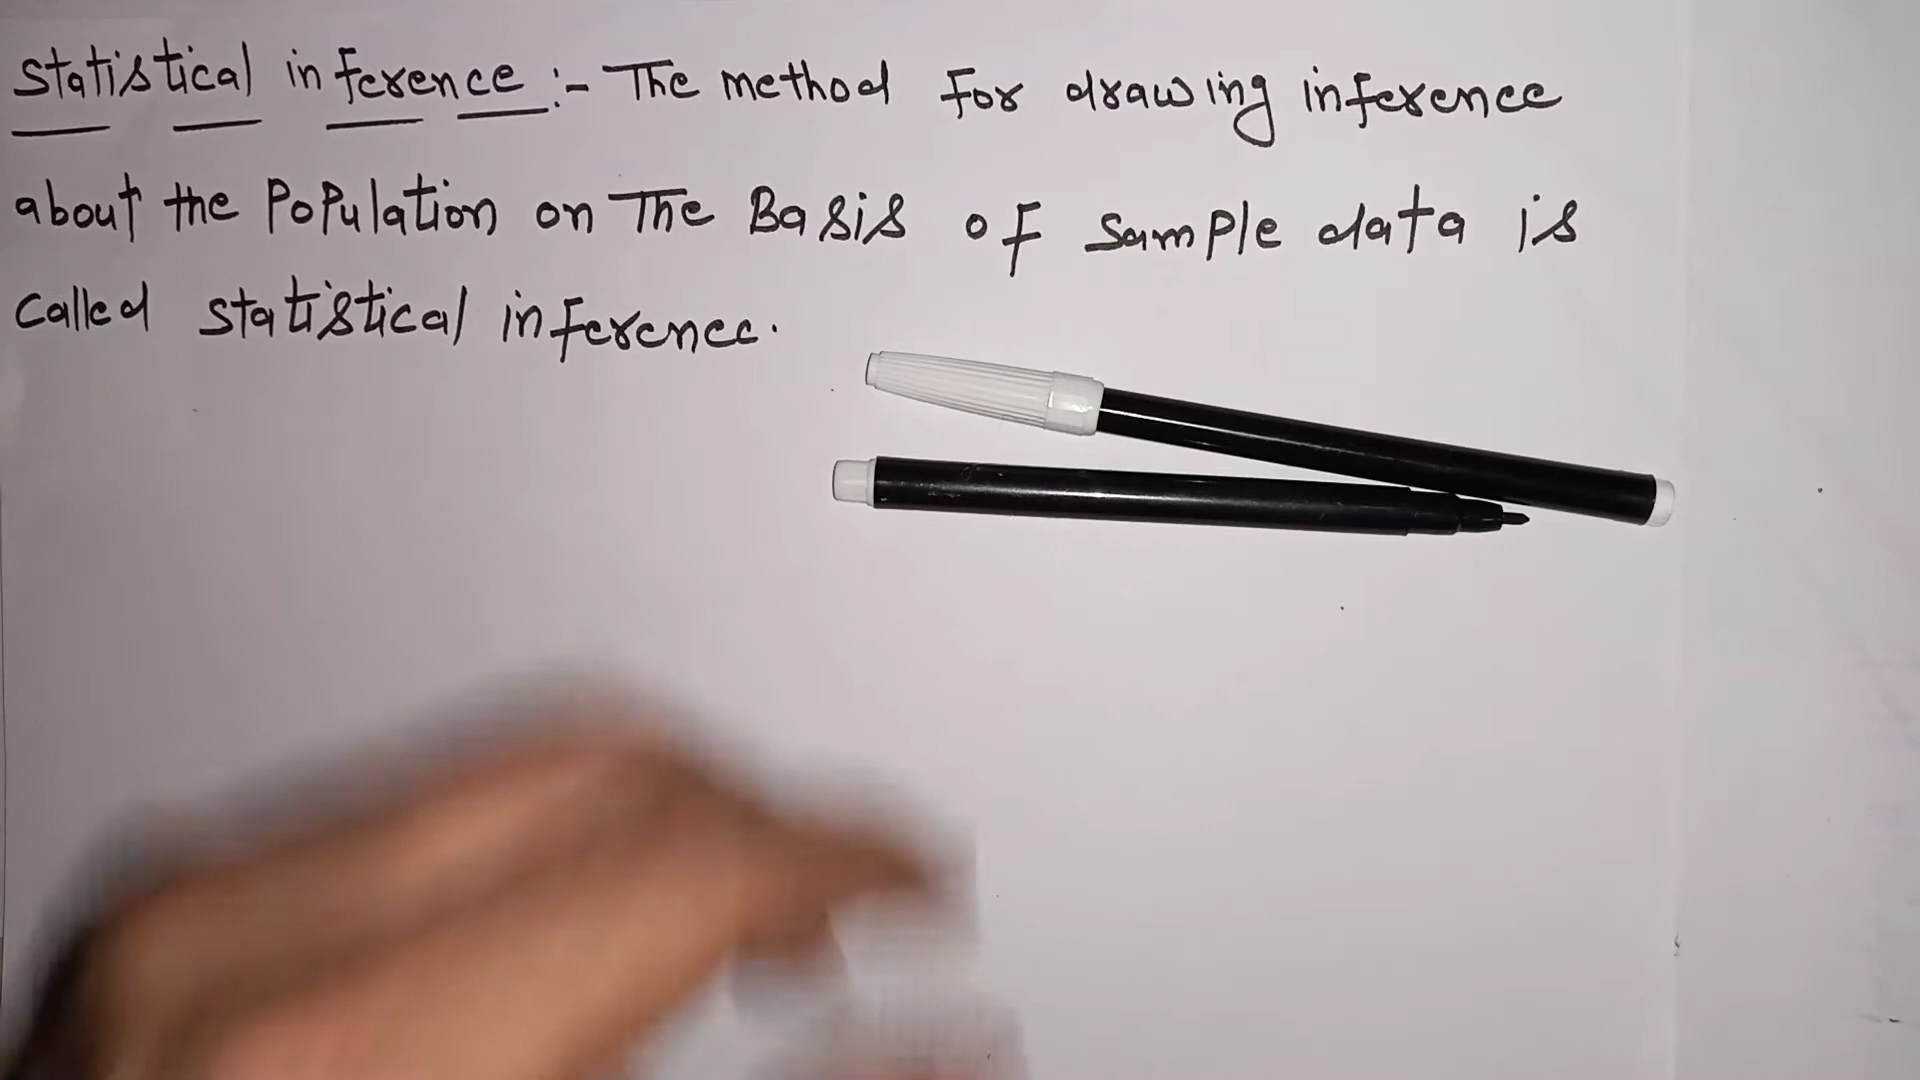 Statistical inference :- The method For drawing inference
about the Population on The Basis of Sample data is
Called Statistical inference.